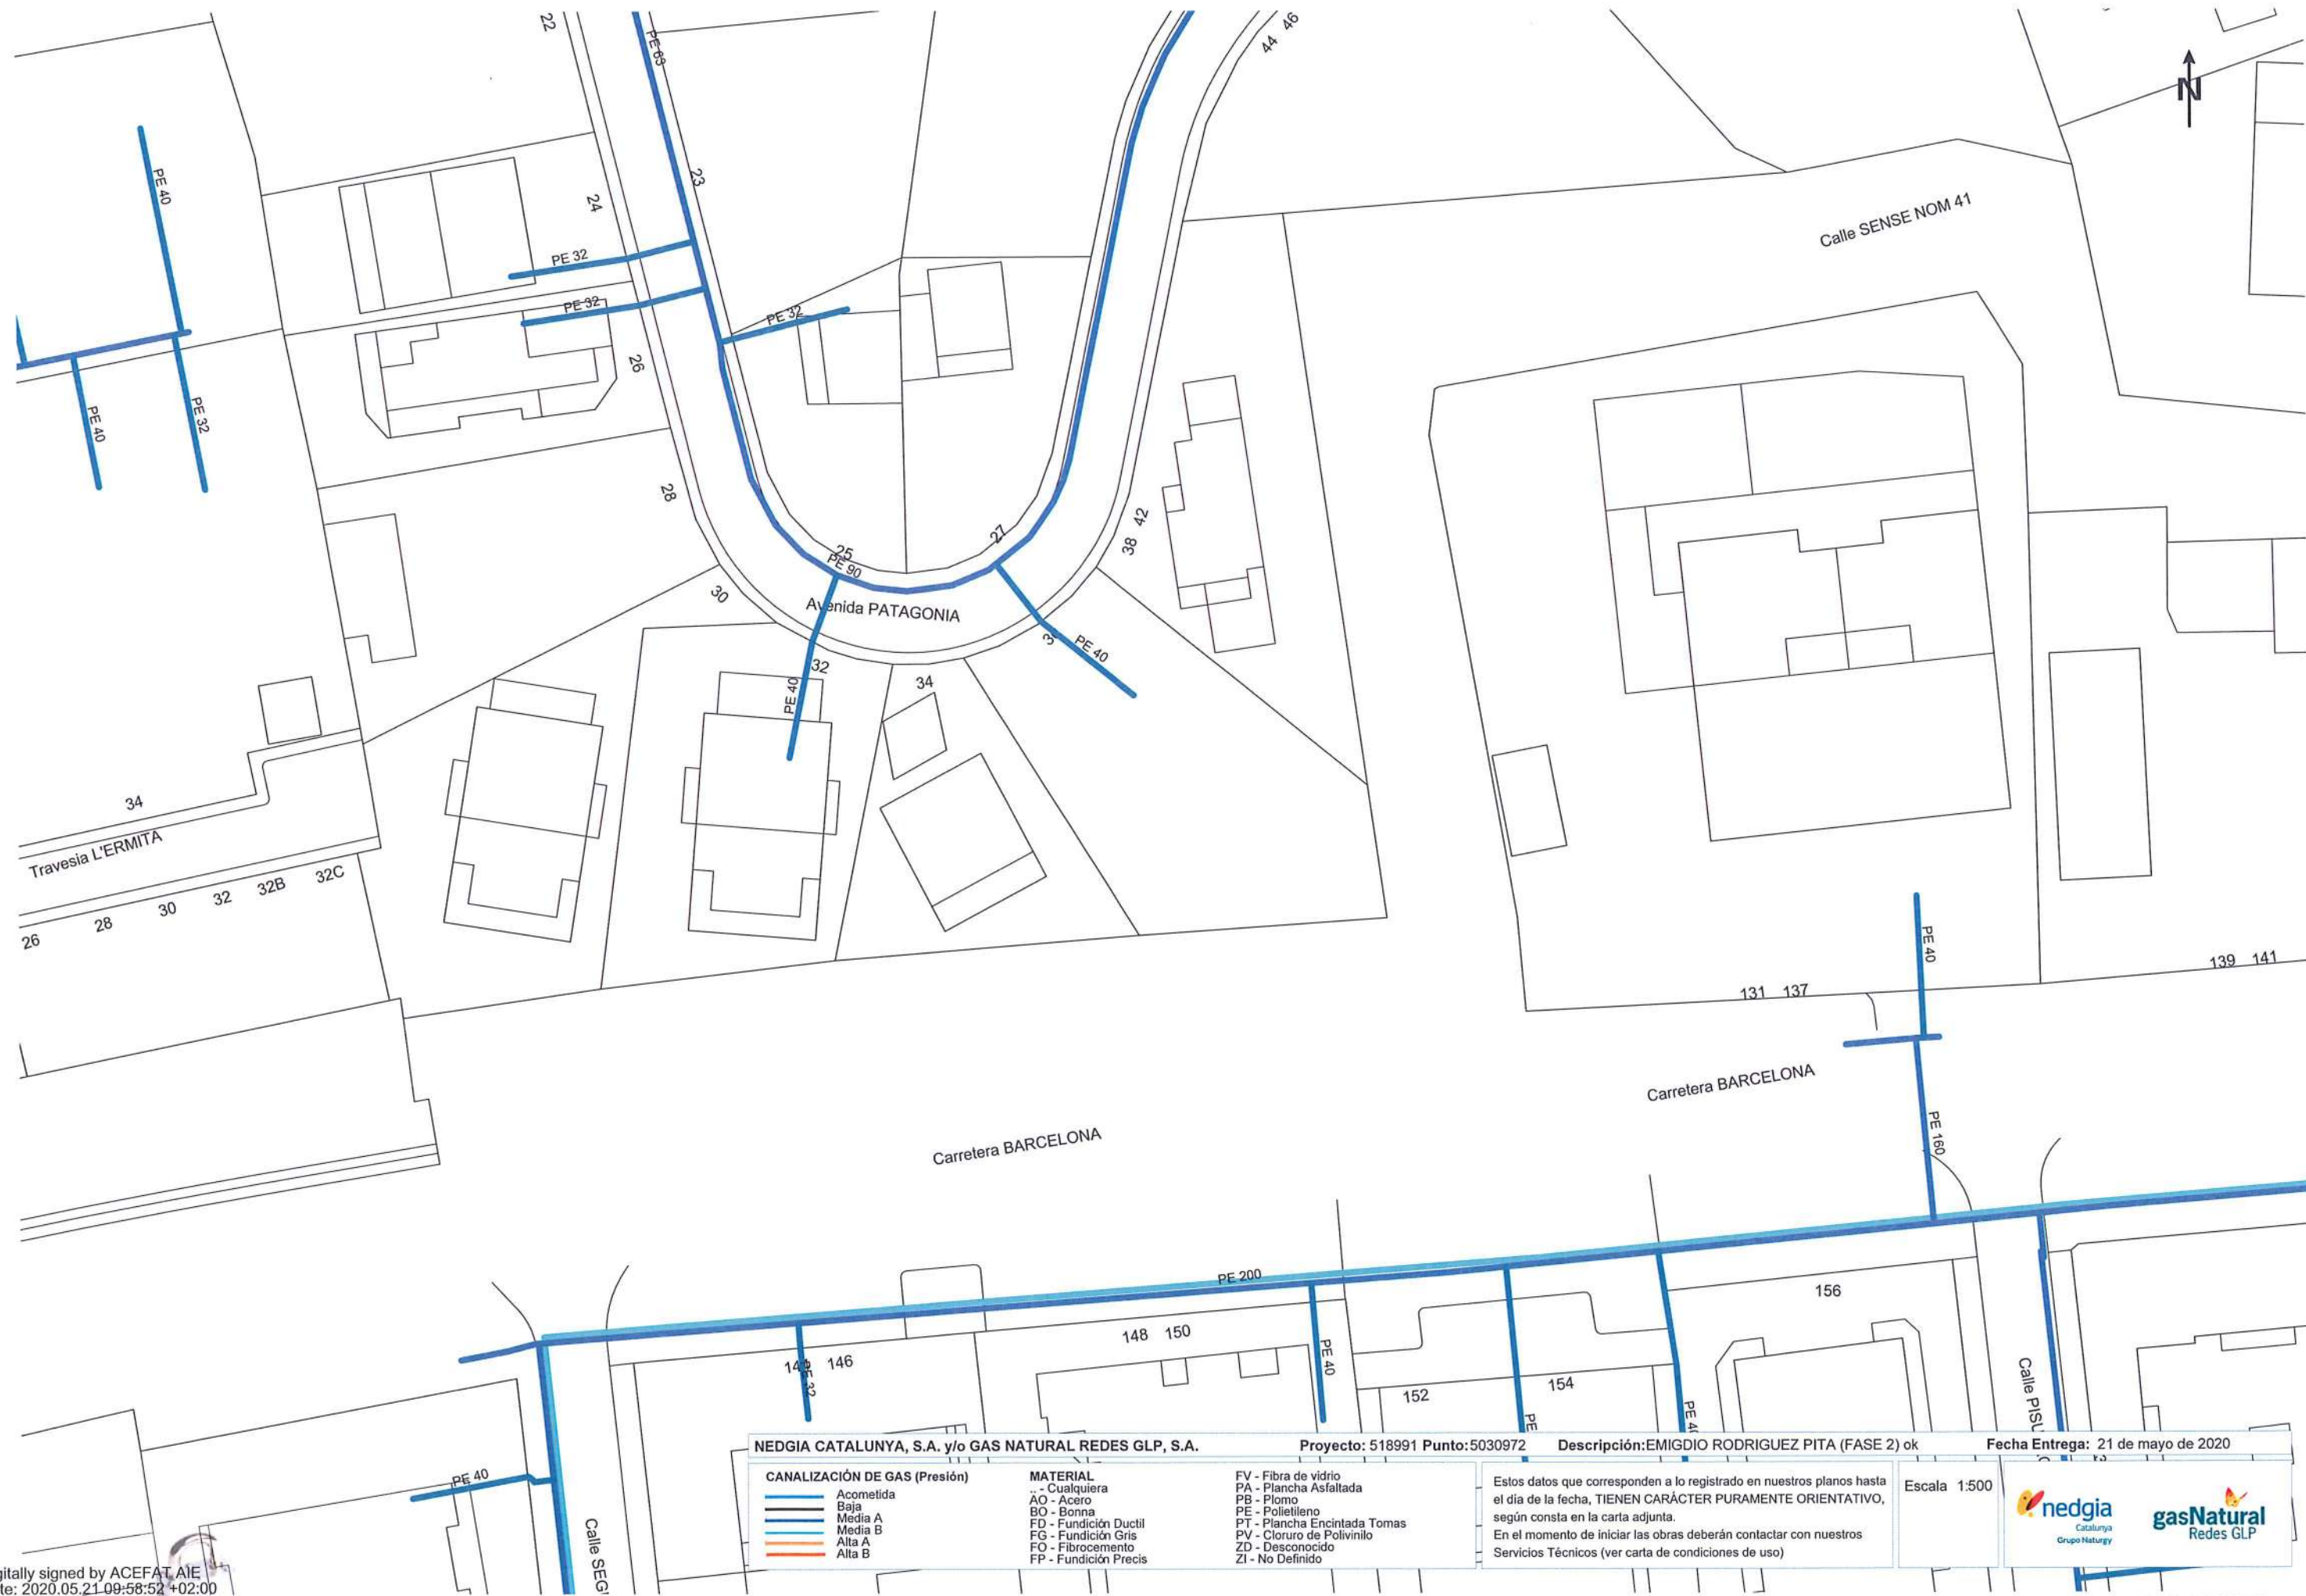 22
PE 63
44 46
N
PE 40
23
24
Calle SENSE NOM 41
PE 32
PE 32
PE 32
26
PE 40
PE 32
28
42
38
27
25
PE 90
30
Avenida PATAGONIA
PE 40
32
34
PE 40
34
Travesia L'ERMITA
26 28 30 32 32B 32C
PE 40
139 141
131 137
Carretera BARCELONA
Carretera BARCELONA
PE 160
PE 200
156
148 150
146
PE 32
PE 40
152
154
PE
PE 40
NEDGIA CATALUNYA, S.A. y/o GAS NATURAL REDES GLP, S.A. Proyecto: 518991 Punto:5030972 Descripción:EMIGDIO RODRIGUEZ PITA (FASE 2) ok Fecha Entrega: 21 de mayo de 2020
CANALIZACIÓN DE GAS (Presión)
Acometida
Baja
Media A
Media B
Alta A
Alta B
MATERIAL
.. - Cualquiera
AO - Acero
BO - Bonna
FD - Fundición Ductil
FG - Fundición Gris
FO - Fibrocemento
FP - Fundición Precis
FV - Fibra de vidrio
PA - Plancha Asfaltada
PB - Plomo
PE - Polietileno
PT - Plancha Encintada Tomas
PV - Cloruro de Polivinilo
ZD - Desconocido
ZI - No Definido
Estos datos que corresponden a lo registrado en nuestros planos hasta
el dia de la fecha, TIENEN CARÁCTER PURAMENTE ORIENTATIVO,
según consta en la carta adjunta.
En el momento de iniciar las obras deberán contactar con nuestros
Servicios Técnicos (ver carta de condiciones de uso)
Escala 1:500
nedgia
Catalunya
Grupo Naturgy
gasNatural
Redes GLP
Calle PISU
Calle SEG
gitally signed by ACEFAT, AIE
te: 2020.05.21 09:58:52 +02:00